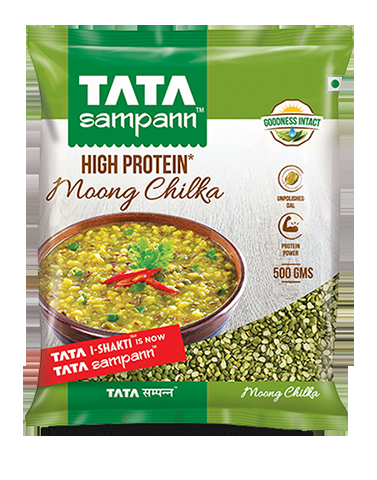 TATA
sampann™
GOODNESS INTACT
HIGH PROTEIN*
Moong Chilka
UNPOLISHED
DAL
PROTEIN
POWER
500 GMS
TATA i-SHAKTI™ IS NOW
TATA sampann™
TATA सम्पन्न™
Moong Chilka